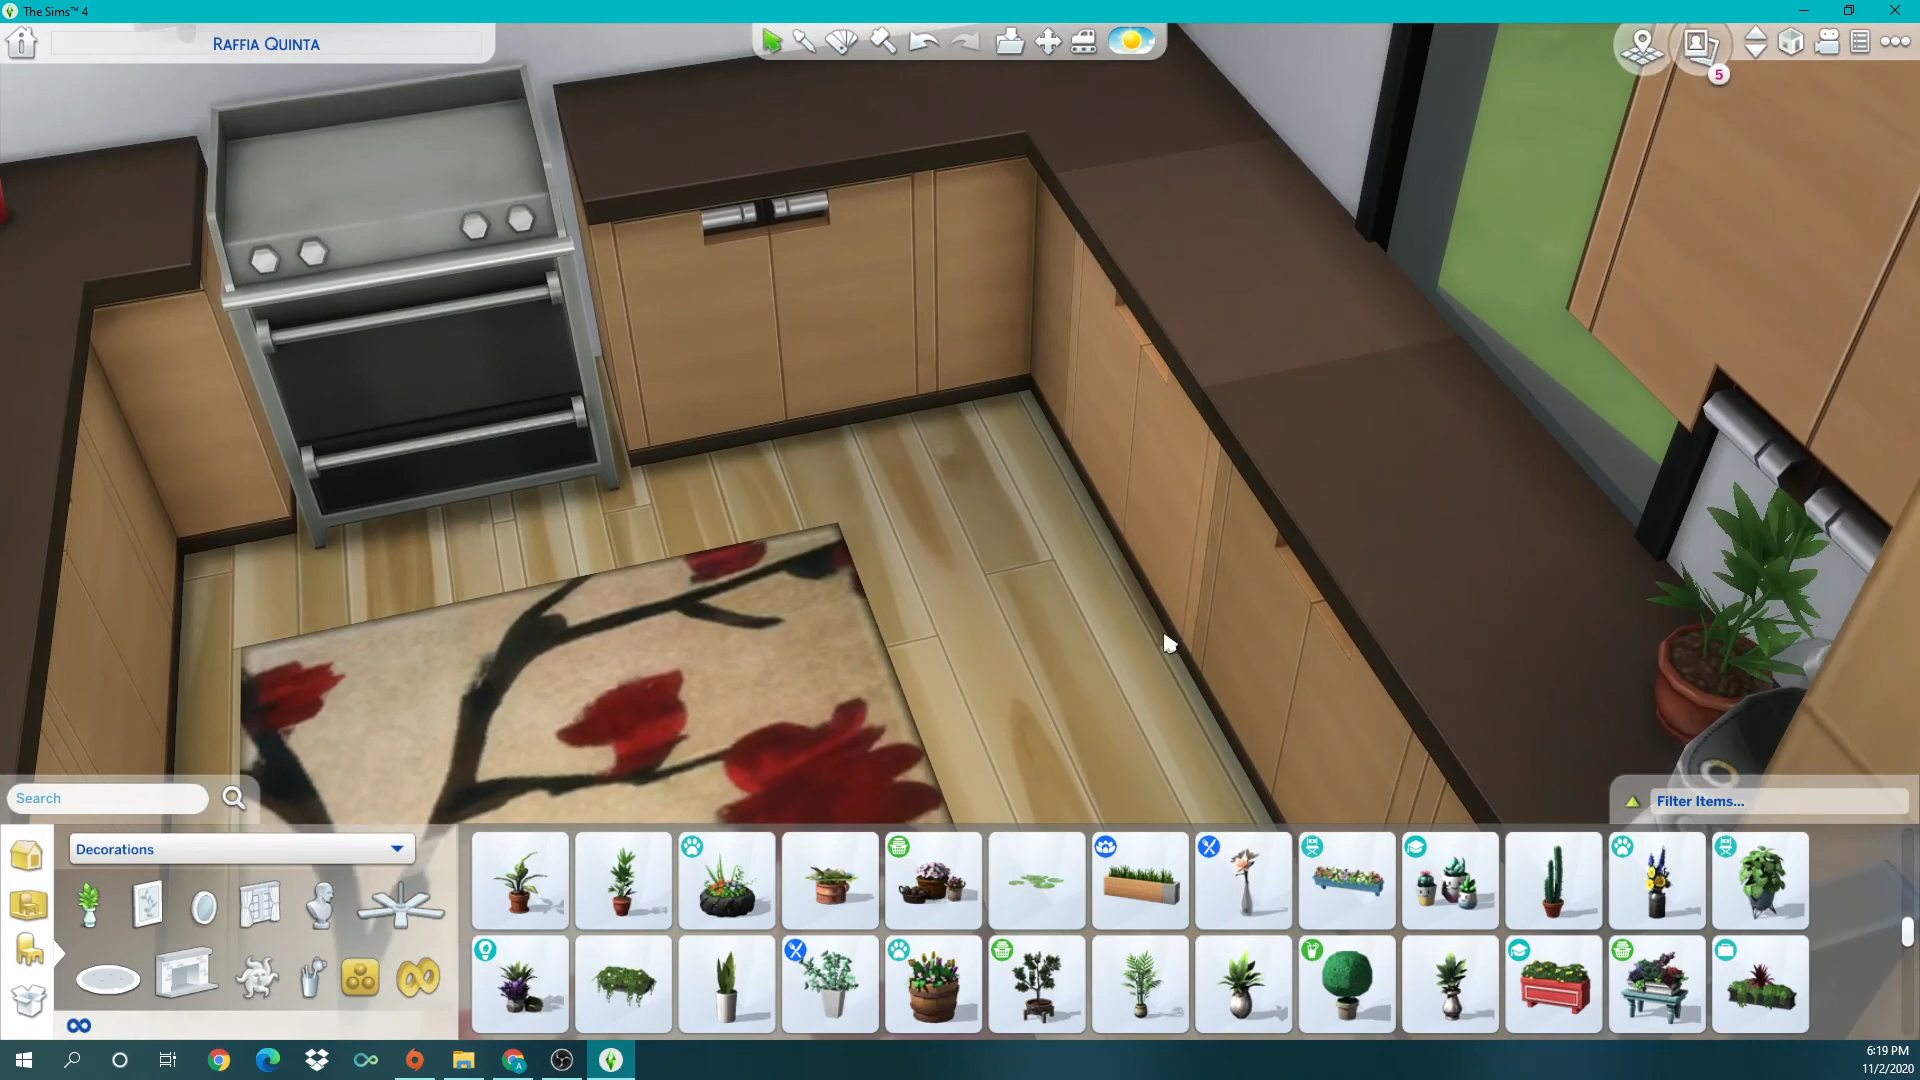 The Sims™ 4
Raffia Quinta
5
Search
Filter Items...
Decorations
A
6:19 PM
11/2/2020